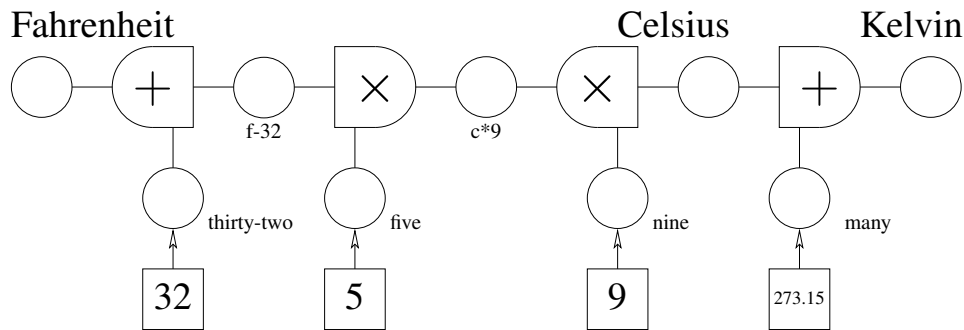 Fahrenheit Celsius Kelvin
+ × × +
f-32 c*9
thirty-two five nine many
32 5 9 273.15